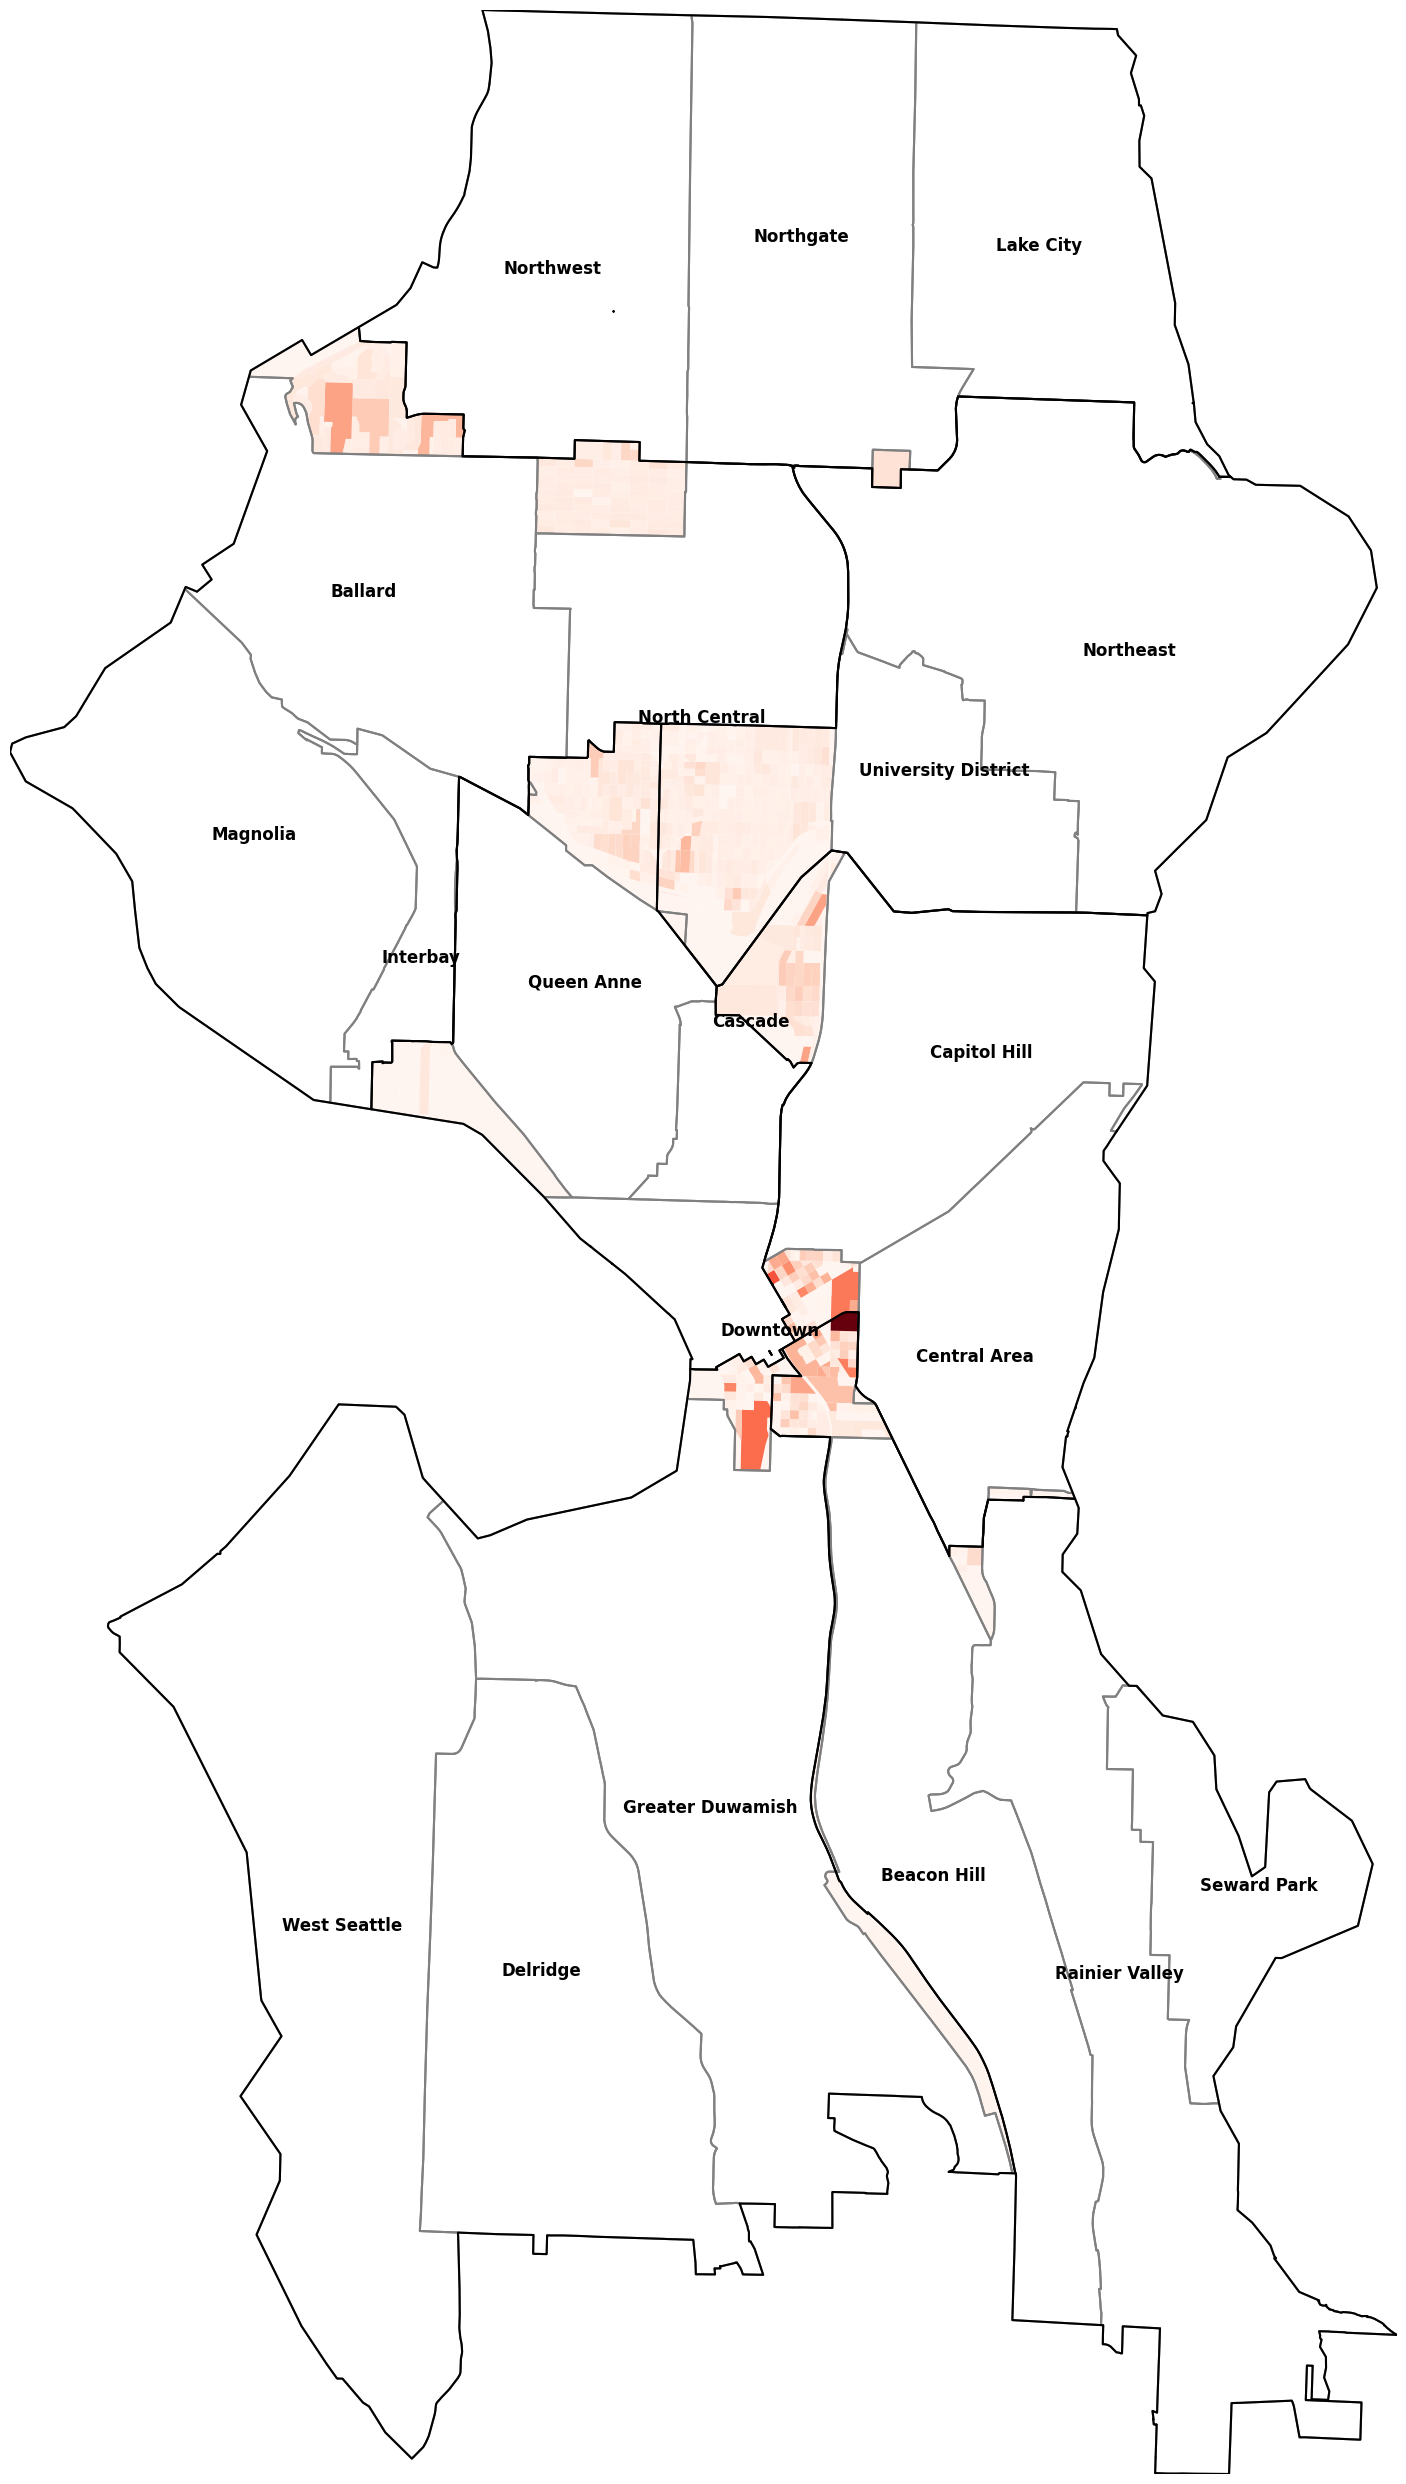 Northgate
Lake City
Northwest
Ballard
Northeast
North Central
University District
Magnolia
Interbay
Queen Anne
Cascade
Capitol Hill
Downtown
Central Area
Greater Duwamish
Beacon Hill
Seward Park
West Seattle
Delridge
Rainier Valley